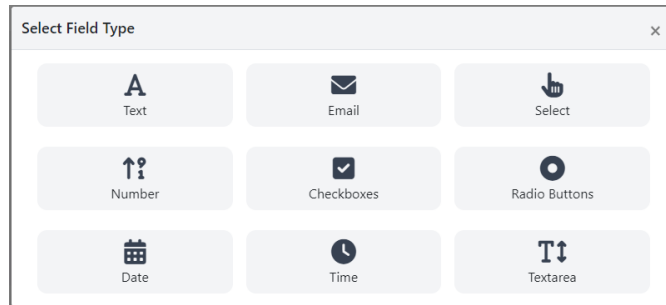 Select Field Type
Text
Email
Select
Number
Checkboxes
Radio Buttons
Date
Time
Textarea